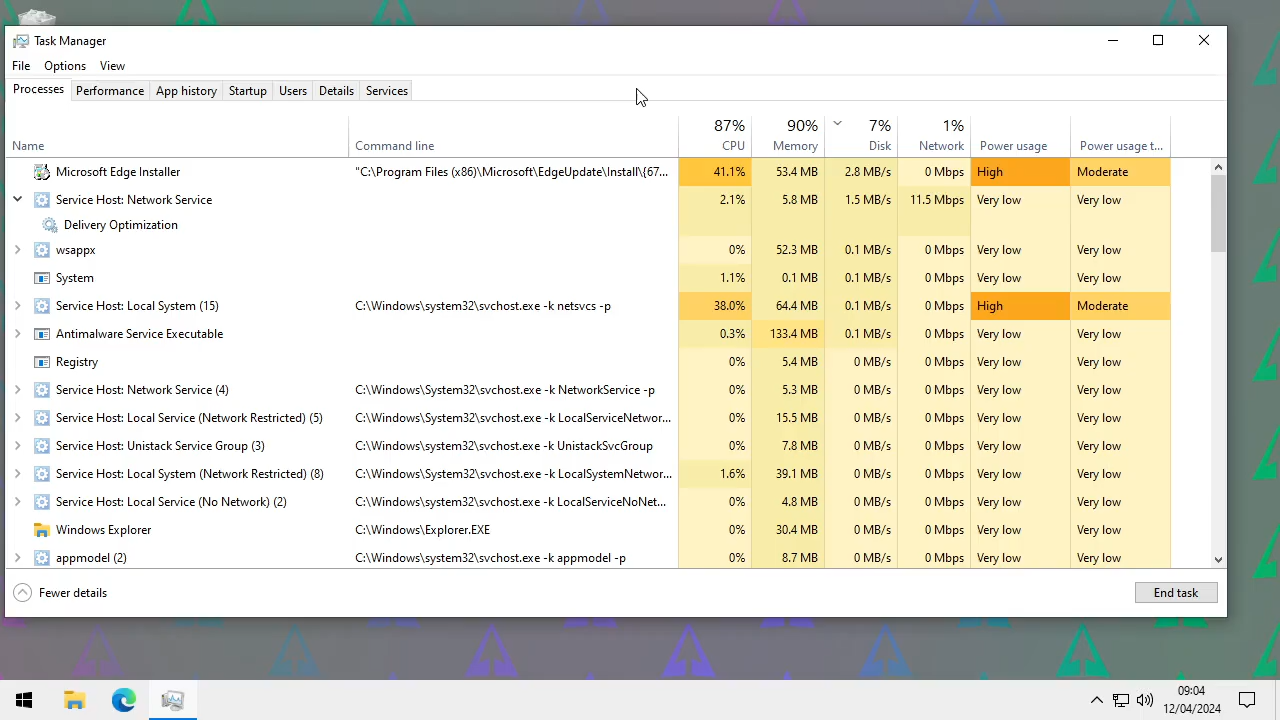 Task Manager
File Options View
Processes Performance App history Startup Users Details Services
87% 90% 7% 1%
Name Command line CPU Memory Disk Network Power usage Power usage t...
Microsoft Edge Installer "C:\Program Files (x86)\Microsoft\EdgeUpdate\Install\{67... 41.1% 53.4 MB 2.8 MB/s 0 Mbps High Moderate
Service Host: Network Service 2.1% 5.8 MB 1.5 MB/s 11.5 Mbps Very low Very low
Delivery Optimization
wsappx 0% 52.3 MB 0.1 MB/s 0 Mbps Very low Very low
System 1.1% 0.1 MB 0.1 MB/s 0 Mbps Very low Very low
Service Host: Local System (15) C:\Windows\system32\svchost.exe -k netsvcs -p 38.0% 64.4 MB 0.1 MB/s 0 Mbps High Moderate
Antimalware Service Executable 0.3% 133.4 MB 0.1 MB/s 0 Mbps Very low Very low
Registry 0% 5.4 MB 0 MB/s 0 Mbps Very low Very low
Service Host: Network Service (4) C:\Windows\System32\svchost.exe -k NetworkService -p 0% 5.3 MB 0 MB/s 0 Mbps Very low Very low
Service Host: Local Service (Network Restricted) (5) C:\Windows\system32\svchost.exe -k LocalServiceNetwor... 0% 15.5 MB 0 MB/s 0 Mbps Very low Very low
Service Host: Unistack Service Group (3) C:\Windows\system32\svchost.exe -k UnistackSvcGroup 0% 7.8 MB 0 MB/s 0 Mbps Very low Very low
Service Host: Local System (Network Restricted) (8) C:\Windows\System32\svchost.exe -k LocalSystemNetwor... 1.6% 39.1 MB 0 MB/s 0 Mbps Very low Very low
Service Host: Local Service (No Network) (2) C:\Windows\system32\svchost.exe -k LocalServiceNoNet... 0% 4.8 MB 0 MB/s 0 Mbps Very low Very low
Windows Explorer C:\Windows\Explorer.EXE 0% 30.4 MB 0 MB/s 0 Mbps Very low Very low
appmodel (2) C:\Windows\system32\svchost.exe -k appmodel -p 0% 8.7 MB 0 MB/s 0 Mbps Very low Very low
Fewer details End task
09:04
12/04/2024